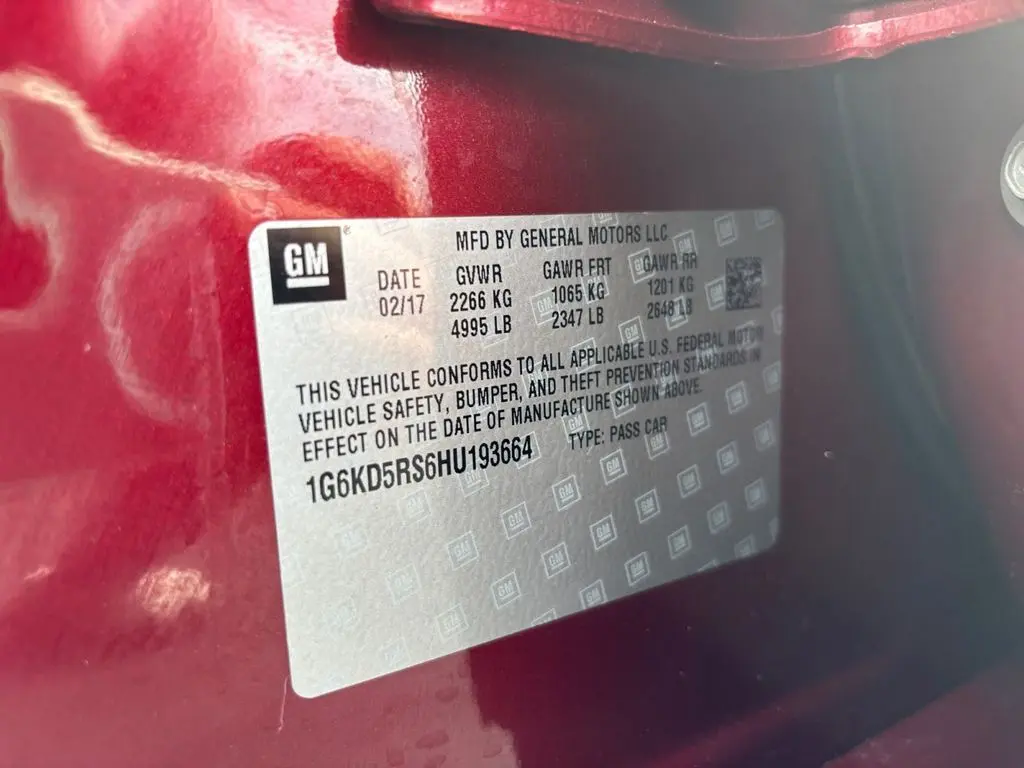 GM
MFD BY GENERAL MOTORS LLC
DATE GVWR GAWR FRT GAWR RR
02/17 2266 KG 1065 KG 1201 KG
4995 LB 2347 LB 2648 LB
THIS VEHICLE CONFORMS TO ALL APPLICABLE U.S. FEDERAL MOTOR
VEHICLE SAFETY, BUMPER, AND THEFT PREVENTION STANDARDS IN
EFFECT ON THE DATE OF MANUFACTURE SHOWN ABOVE.
1G6KD5RS6HU193664 TYPE: PASS CAR